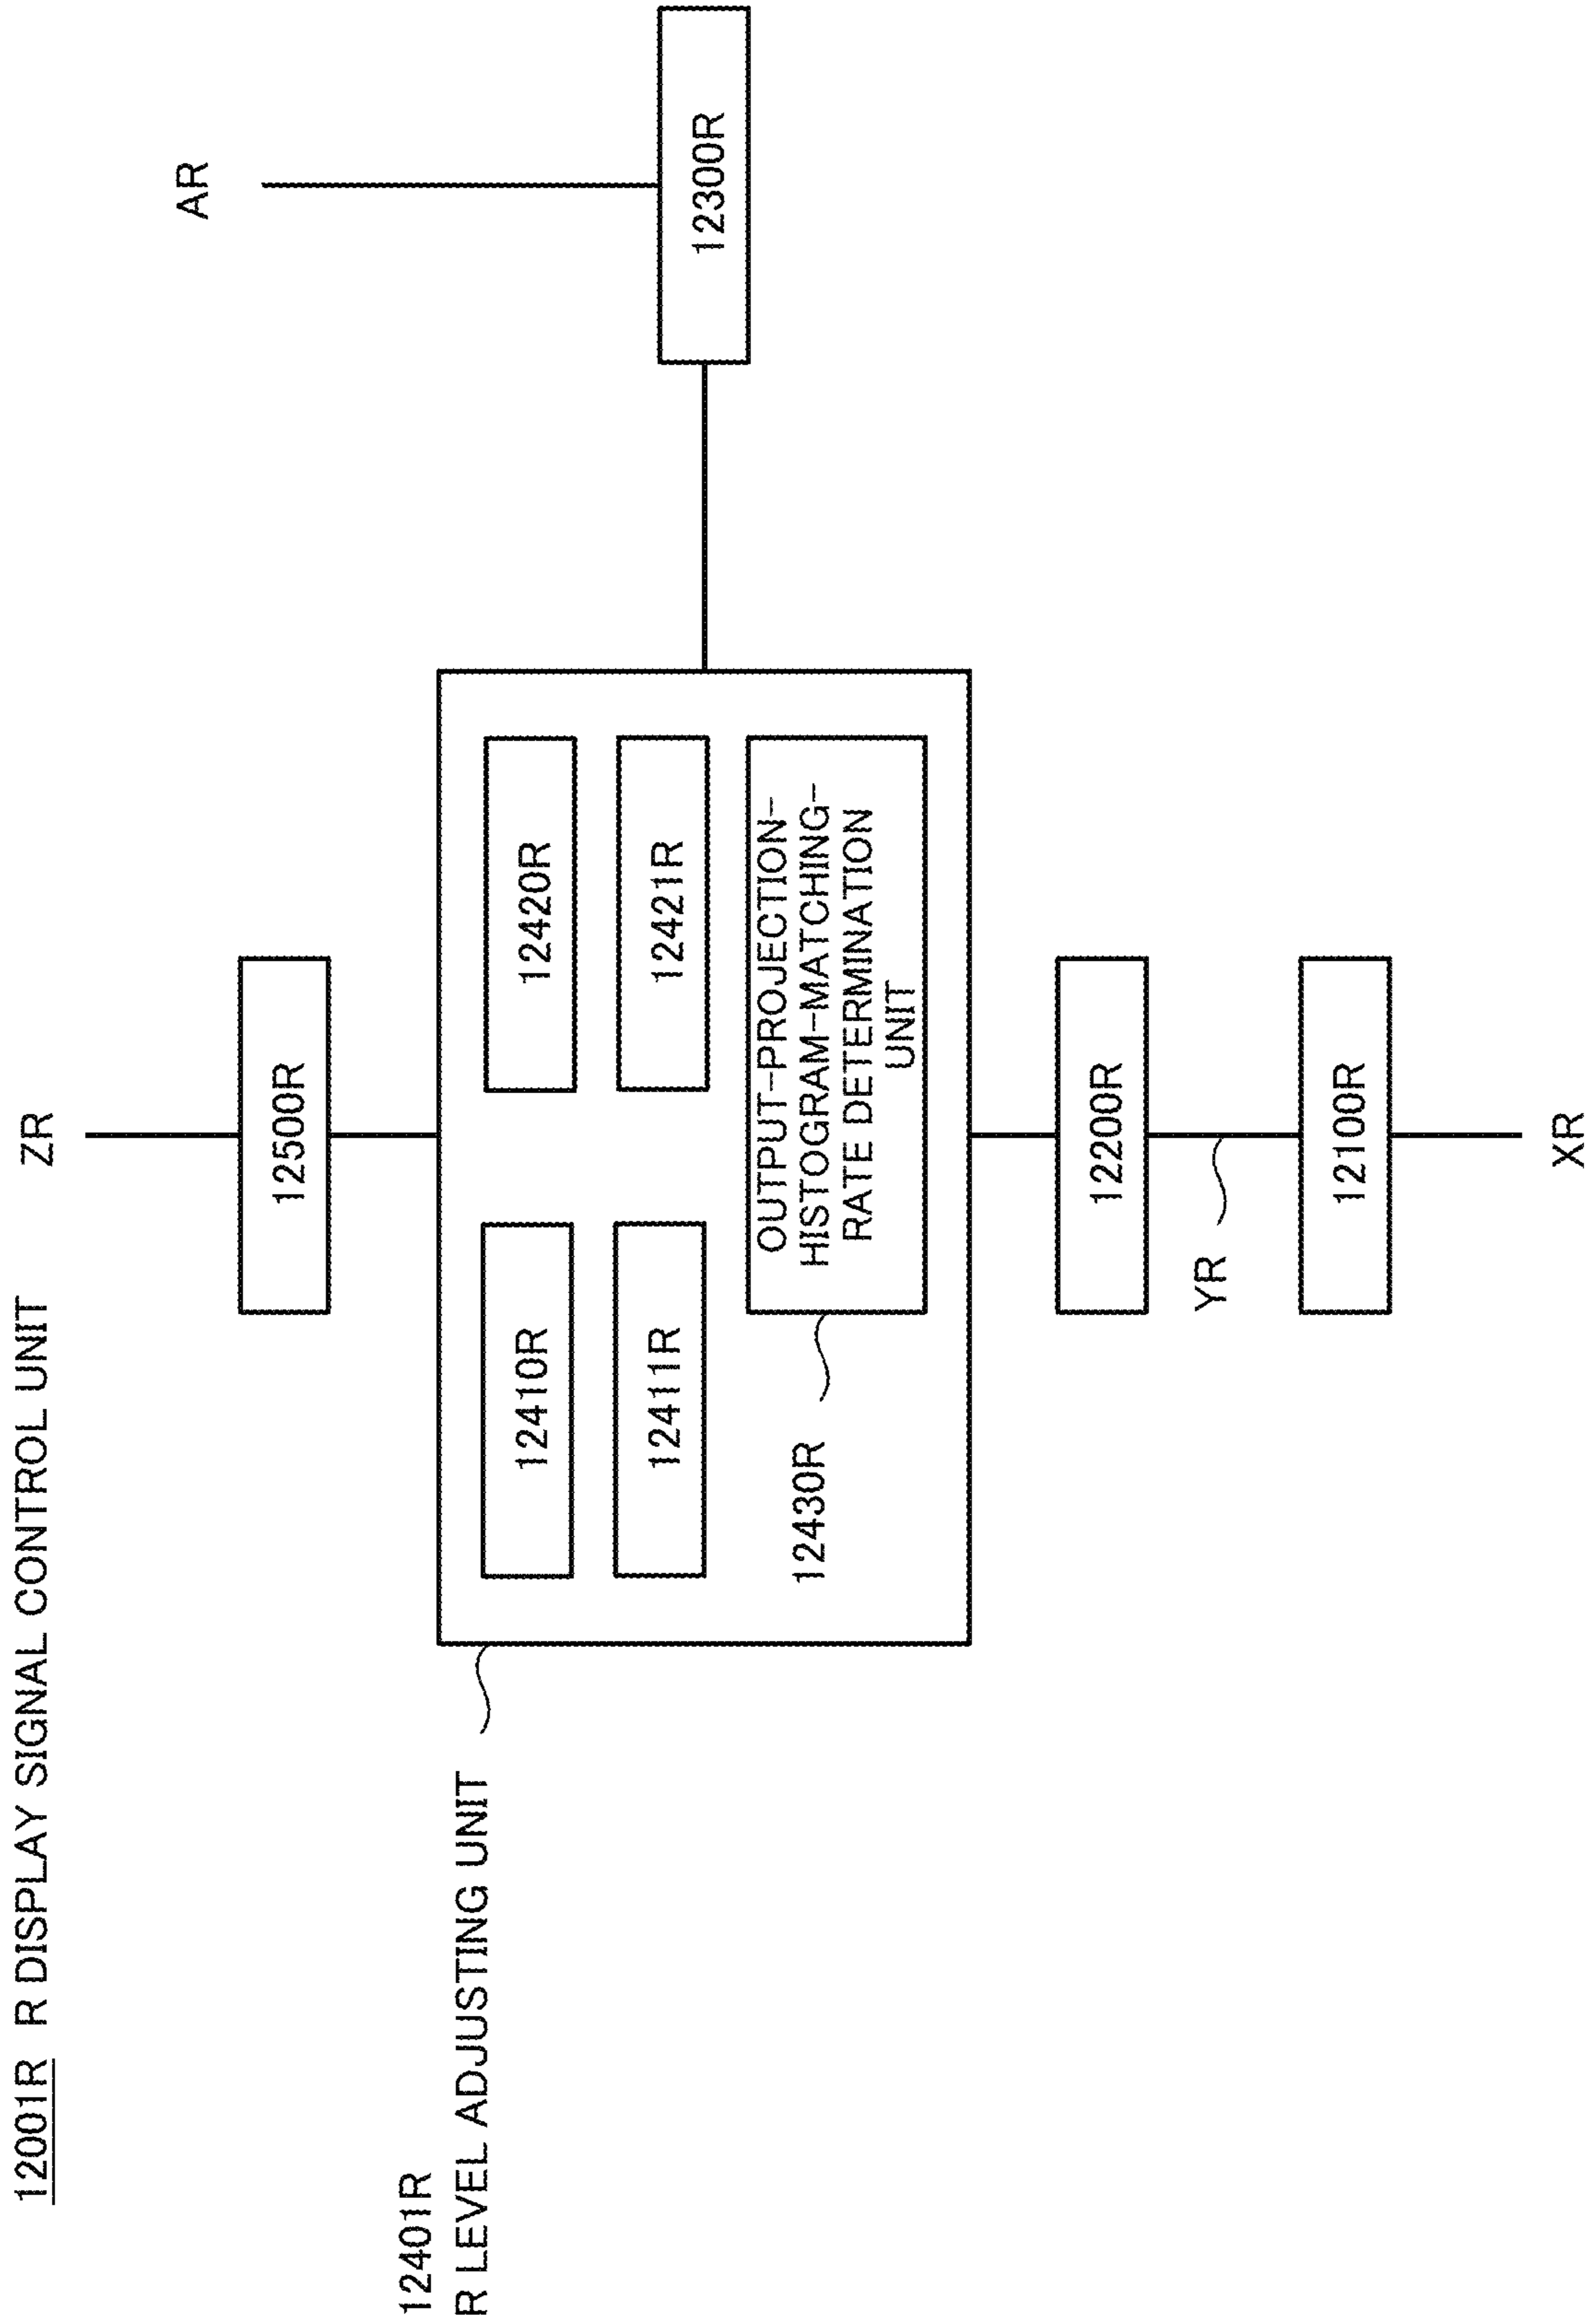 12001R R DISPLAY SIGNAL CONTROL UNIT
ZR
AR
12500R
12401R
R LEVEL ADJUSTING UNIT
12410R
12420R
12411R
12421R
12430R
OUTPUT-PROJECTION-
HISTOGRAM-MATCHING-
RATE DETERMINATION
UNIT
12300R
12200R
YR
12100R
XR